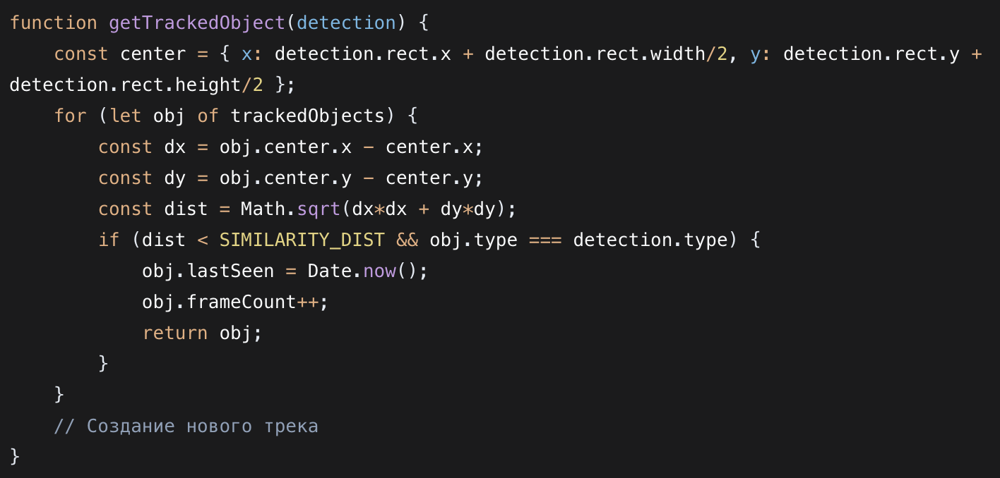 function getTrackedObject(detection) {
    const center = { x: detection.rect.x + detection.rect.width/2, y: detection.rect.y +
detection.rect.height/2 };
    for (let obj of trackedObjects) {
        const dx = obj.center.x − center.x;
        const dy = obj.center.y − center.y;
        const dist = Math.sqrt(dx*dx + dy*dy);
        if (dist < SIMILARITY_DIST && obj.type === detection.type) {
            obj.lastSeen = Date.now();
            obj.frameCount++;
            return obj;
        }
    }
    // Создание нового трека
}